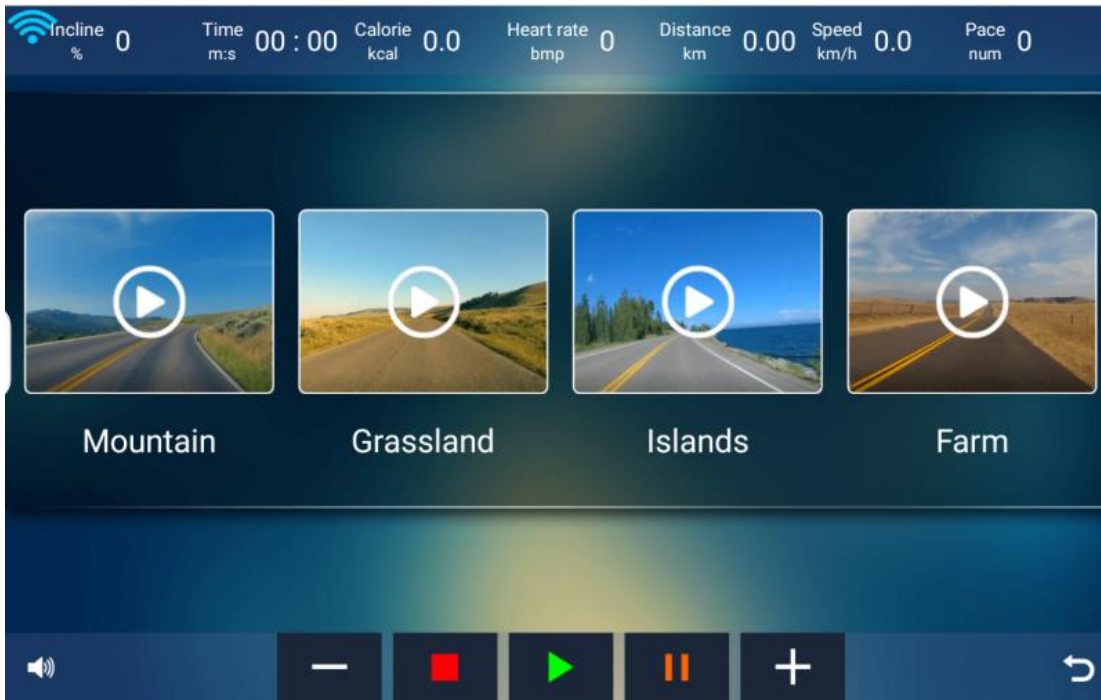 Incline % 0
Time m:s 00 : 00
Calorie kcal 0.0
Heart rate bmp 0
Distance km 0.00
Speed km/h 0.0
Pace num 0
Mountain
Grassland
Islands
Farm